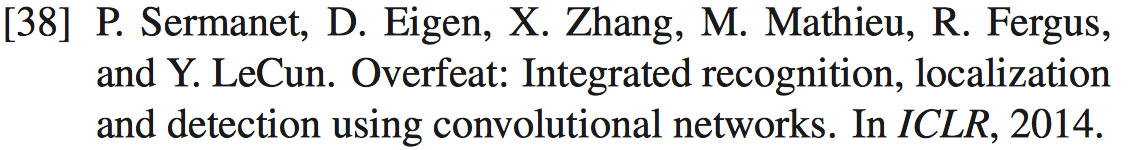 [38] P. Sermanet, D. Eigen, X. Zhang, M. Mathieu, R. Fergus,
and Y. LeCun. Overfeat: Integrated recognition, localization
and detection using convolutional networks. In ICLR, 2014.